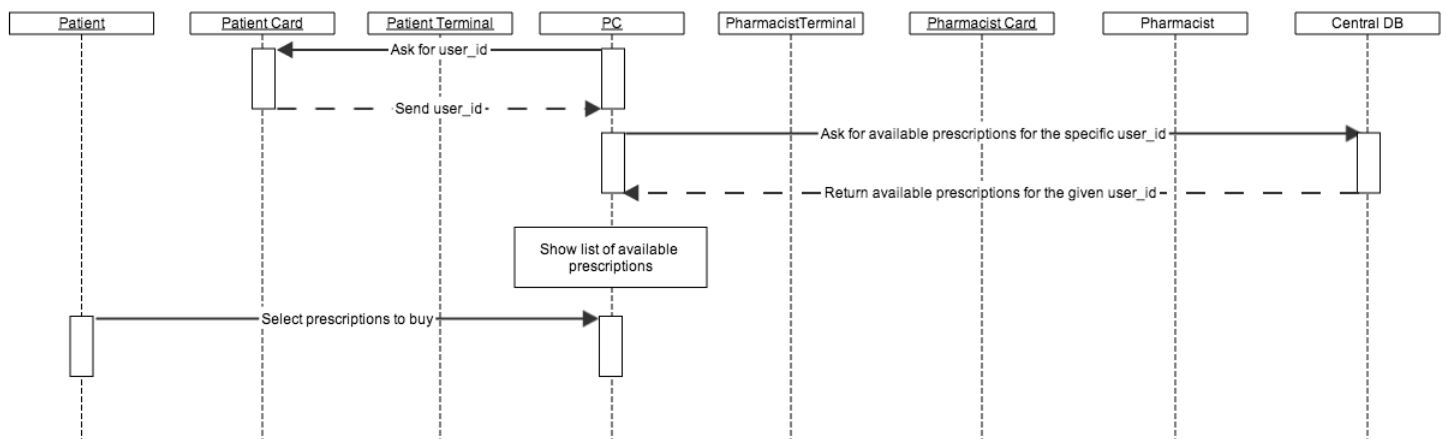 Patient
Patient Card
Patient Terminal
PC
PharmacistTerminal
Pharmacist Card
Pharmacist
Central DB
Ask for user_id
Send user_id
Ask for available prescriptions for the specific user_id
Return available prescriptions for the given user_id
Show list of available
prescriptions
Select prescriptions to buy